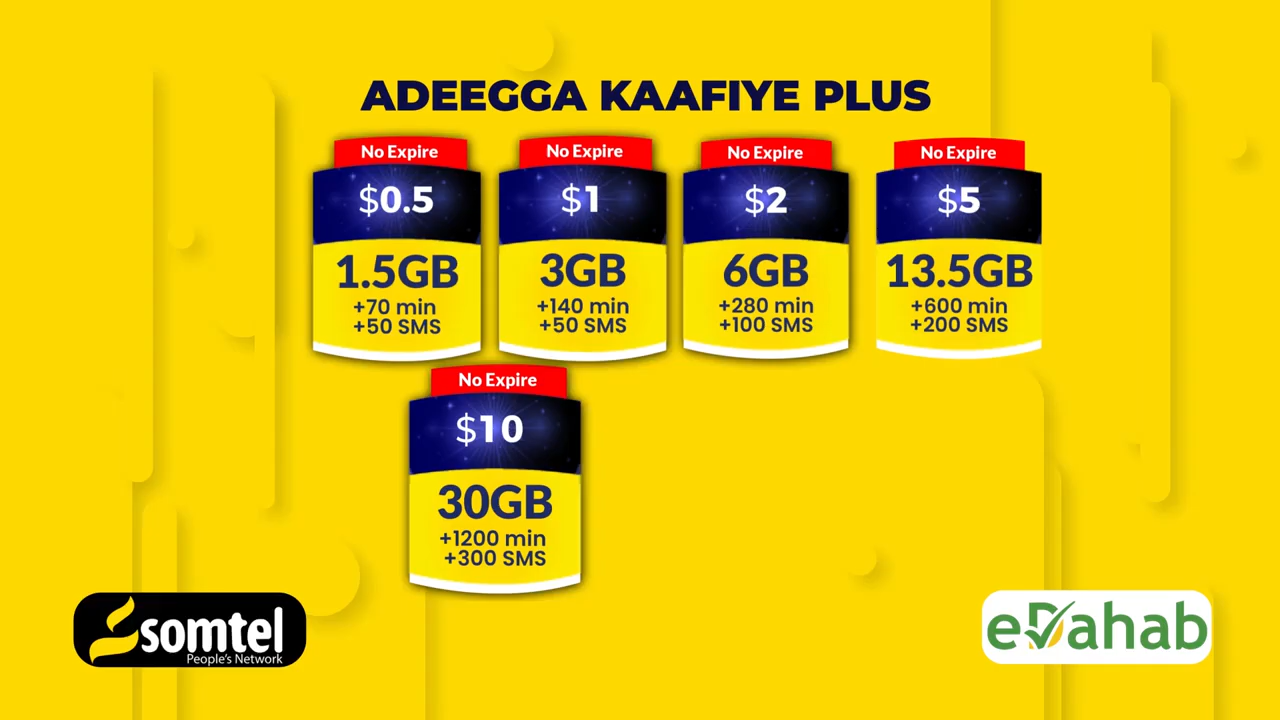 ADEEGGA KAAFIYE PLUS
No Expire
$0.5
1.5GB
+70 min
+50 SMS
No Expire
$1
3GB
+140 min
+50 SMS
No Expire
$2
6GB
+280 min
+100 SMS
No Expire
$5
13.5GB
+600 min
+200 SMS
No Expire
$10
30GB
+1200 min
+300 SMS
somtel
People's Network
eDahab